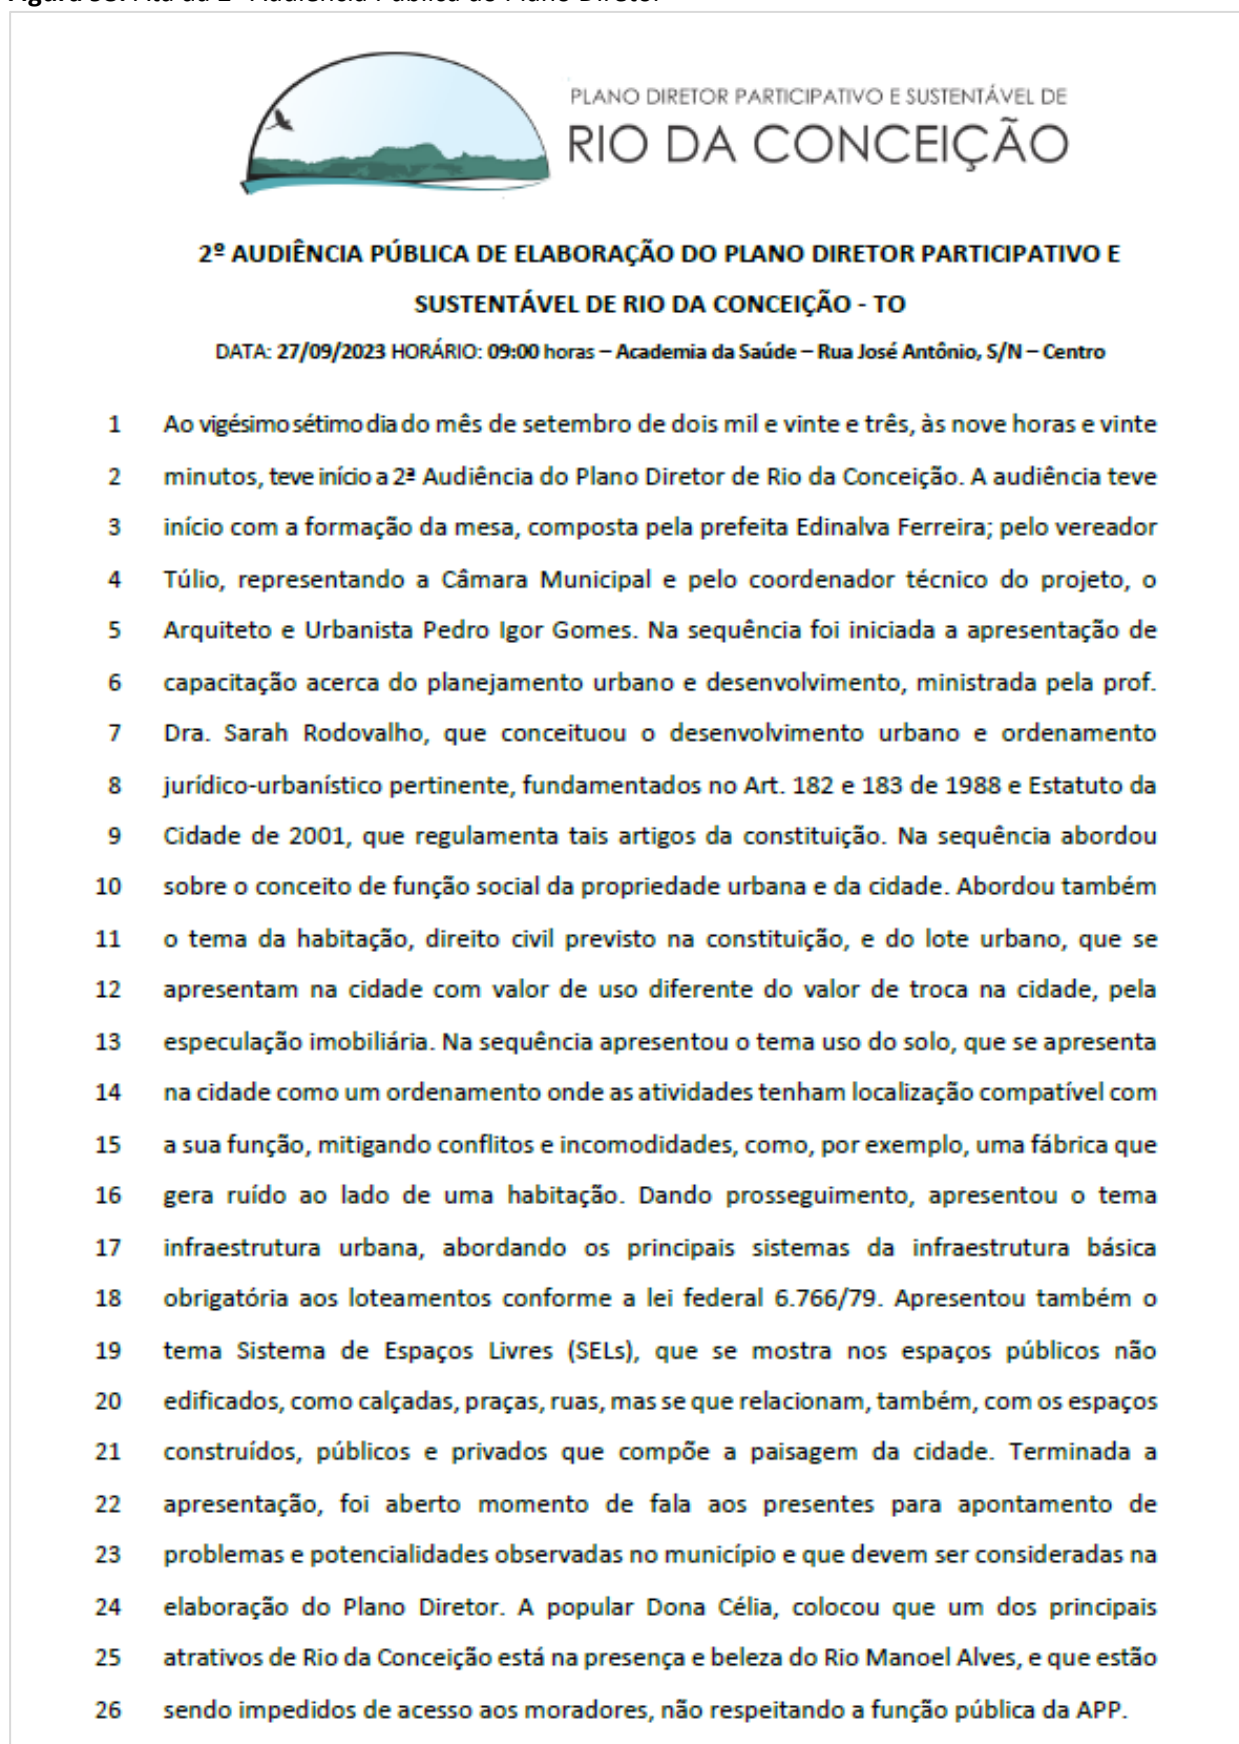 PLANO DIRETOR PARTICIPATIVO E SUSTENTÁVEL DE
RIO DA CONCEIÇÃO
2º AUDIÊNCIA PÚBLICA DE ELABORAÇÃO DO PLANO DIRETOR PARTICIPATIVO E
SUSTENTÁVEL DE RIO DA CONCEIÇÃO - TO
DATA: 27/09/2023 HORÁRIO: 09:00 horas – Academia da Saúde – Rua José Antônio, S/N – Centro
1 Ao vigésimo sétimo dia do mês de setembro de dois mil e vinte e três, às nove horas e vinte
2 minutos, teve início a 2ª Audiência do Plano Diretor de Rio da Conceição. A audiência teve
3 início com a formação da mesa, composta pela prefeita Edinalva Ferreira; pelo vereador
4 Túlio, representando a Câmara Municipal e pelo coordenador técnico do projeto, o
5 Arquiteto e Urbanista Pedro Igor Gomes. Na sequência foi iniciada a apresentação de
6 capacitação acerca do planejamento urbano e desenvolvimento, ministrada pela prof.
7 Dra. Sarah Rodovalho, que conceituou o desenvolvimento urbano e ordenamento
8 jurídico-urbanístico pertinente, fundamentados no Art. 182 e 183 de 1988 e Estatuto da
9 Cidade de 2001, que regulamenta tais artigos da constituição. Na sequência abordou
10 sobre o conceito de função social da propriedade urbana e da cidade. Abordou também
11 o tema da habitação, direito civil previsto na constituição, e do lote urbano, que se
12 apresentam na cidade com valor de uso diferente do valor de troca na cidade, pela
13 especulação imobiliária. Na sequência apresentou o tema uso do solo, que se apresenta
14 na cidade como um ordenamento onde as atividades tenham localização compatível com
15 a sua função, mitigando conflitos e incomodidades, como, por exemplo, uma fábrica que
16 gera ruído ao lado de uma habitação. Dando prosseguimento, apresentou o tema
17 infraestrutura urbana, abordando os principais sistemas da infraestrutura básica
18 obrigatória aos loteamentos conforme a lei federal 6.766/79. Apresentou também o
19 tema Sistema de Espaços Livres (SELs), que se mostra nos espaços públicos não
20 edificados, como calçadas, praças, ruas, mas se que relacionam, também, com os espaços
21 construídos, públicos e privados que compõe a paisagem da cidade. Terminada a
22 apresentação, foi aberto momento de fala aos presentes para apontamento de
23 problemas e potencialidades observadas no município e que devem ser consideradas na
24 elaboração do Plano Diretor. A popular Dona Célia, colocou que um dos principais
25 atrativos de Rio da Conceição está na presença e beleza do Rio Manoel Alves, e que estão
26 sendo impedidos de acesso aos moradores, não respeitando a função pública da APP.